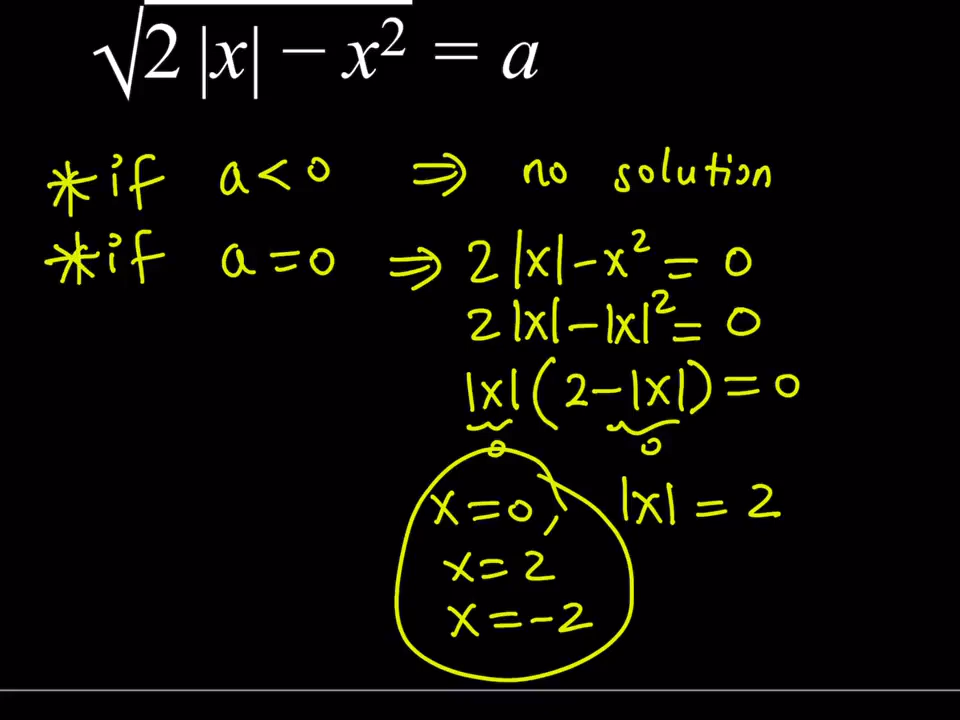 √(2|x| − x²) = a
*if a < 0 ⇒ no solution
*if a = 0 ⇒ 2|x| − x² = 0
2|x| − |x|² = 0
|x| (2 − |x|) = 0
0 0
x = 0, |x| = 2
x = 2
x = −2